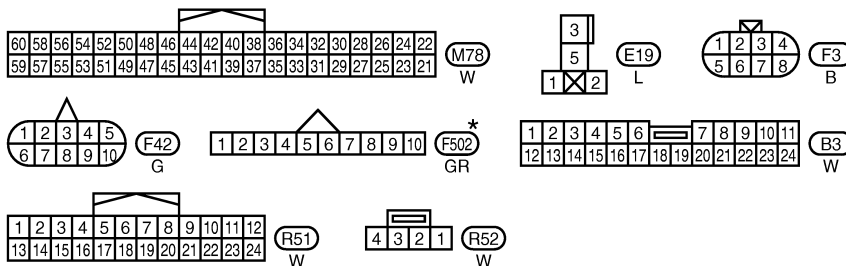 60 58 56 54 52 50 48 46 44 42 40 38 36 34 32 30 28 26 24 22
59 57 55 53 51 49 47 45 43 41 39 37 35 33 31 29 27 25 23 21
M78
W
3
5
1 2
E19
L
1 2 3 4
5 6 7 8
F3
B
1 2 3 4 5
6 7 8 9 10
F42
G
1 2 3 4 5 6 7 8 9 10
F502 *
GR
1 2 3 4 5 6 7 8 9 10 11
12 13 14 15 16 17 18 19 20 21 22 23 24
B3
W
1 2 3 4 5 6 7 8 9 10 11 12
13 14 15 16 17 18 19 20 21 22 23 24
R51
W
4 3 2 1
R52
W